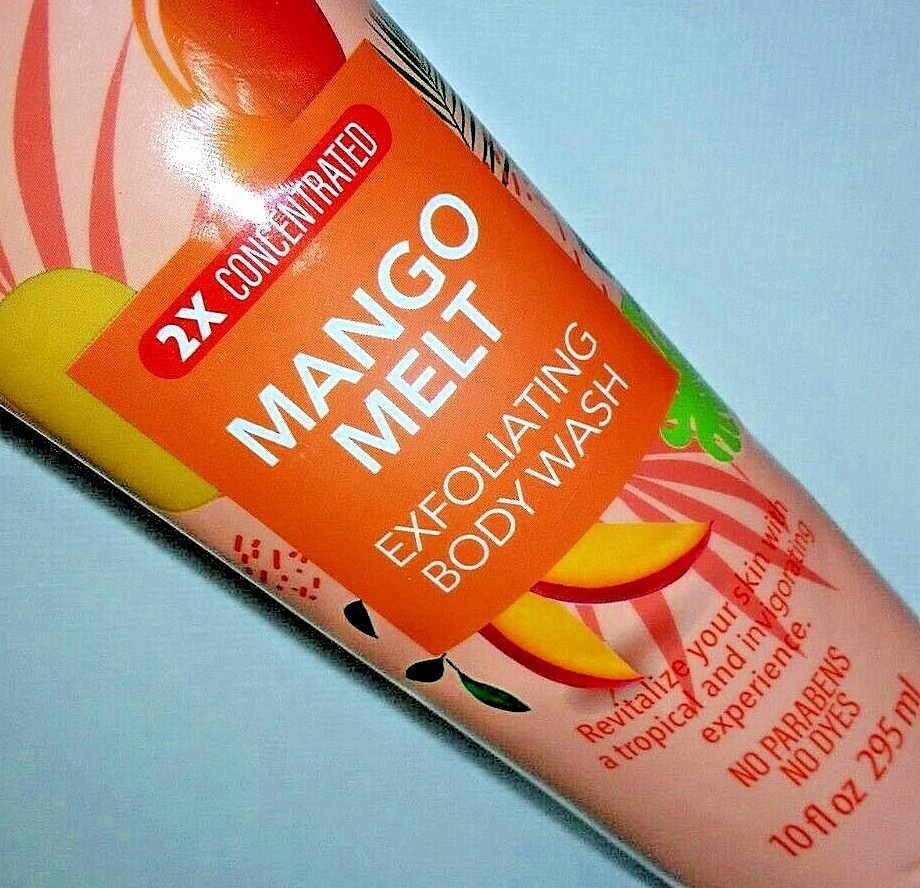 2X CONCENTRATED
MANGO
MELT
EXFOLIATING
BODY WASH
Revitalize your skin with
a tropical and invigorating
experience.
NO PARABENS
NO DYES
10 fl oz 295 ml